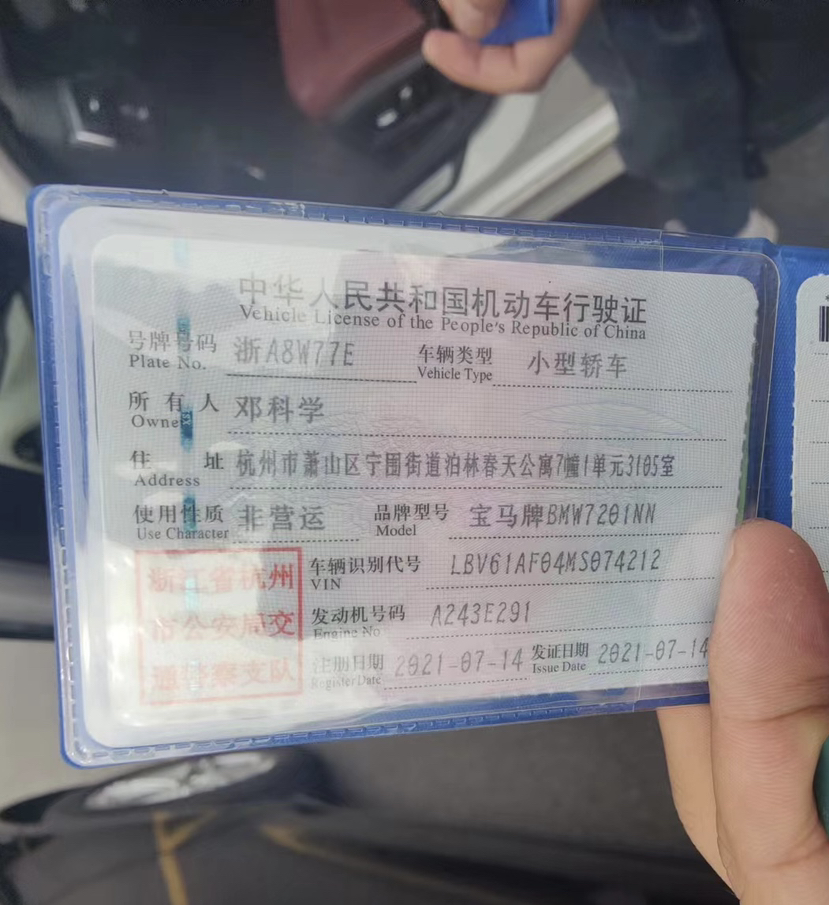 中华人民共和国机动车行驶证
Vehicle License of the People's Republic of China
号牌号码 浙A8W77E 车辆类型 小型轿车
Plate No. Vehicle Type
所有人 邓科学
Owner
住址 杭州市萧山区宁围街道泊林春天公寓7幢1单元3105室
Address
使用性质 非营运 品牌型号 宝马牌BMW7201NN
Use Character Model
浙江省杭州
市公安局交
通警察支队
车辆识别代号 LBV61AF04MS074212
VIN
发动机号码 A243E291
Engine No
注册日期 2021-07-14 发证日期 2021-07-14
Register Date Issue Date